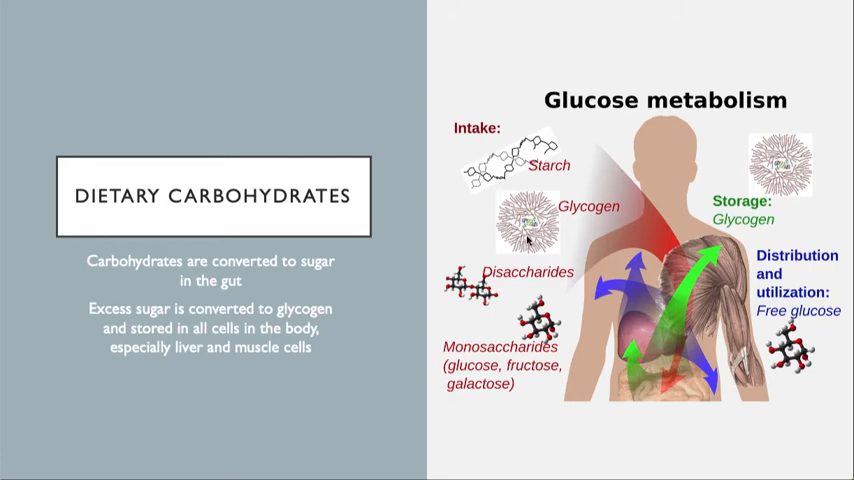 DIETARY CARBOHYDRATES
Carbohydrates are converted to sugar
in the gut
Excess sugar is converted to glycogen
and stored in all cells in the body,
especially liver and muscle cells
Glucose metabolism
Intake:
Starch
Glycogen
Disaccharides
Monosaccharides
(glucose, fructose,
galactose)
Storage:
Glycogen
Distribution
and
utilization:
Free glucose